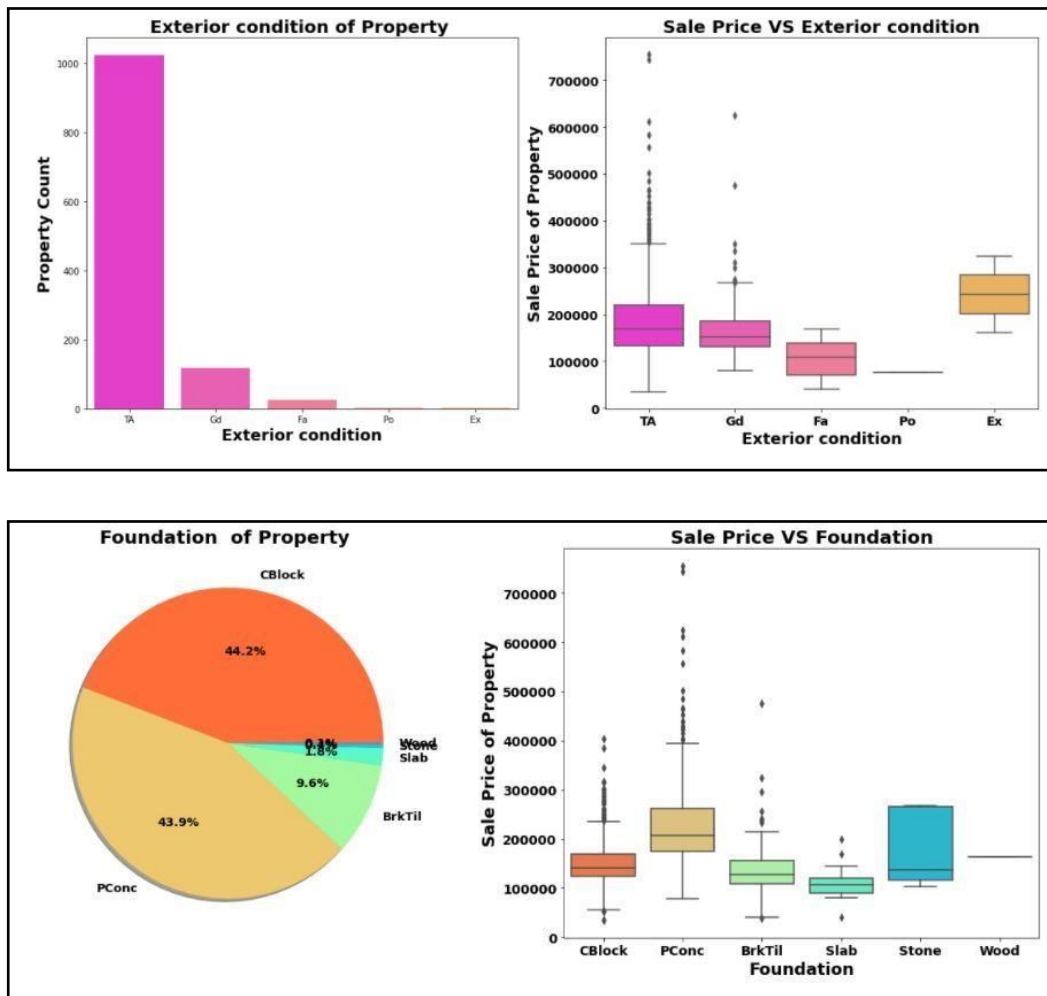 Exterior condition of Property
Property Count
1000
800
600
400
200
0
TA Gd Fa Po Ex
Exterior condition
Sale Price VS Exterior condition
Sale Price of Property
700000
600000
500000
400000
300000
200000
100000
0
TA Gd Fa Po Ex
Exterior condition
Foundation of Property
CBlock
44.2%
Wood
Stone
1.8%
Slab
9.6%
BrkTil
43.9%
PConc
Sale Price VS Foundation
Sale Price of Property
700000
600000
500000
400000
300000
200000
100000
0
CBlock PConc BrkTil Slab Stone Wood
Foundation